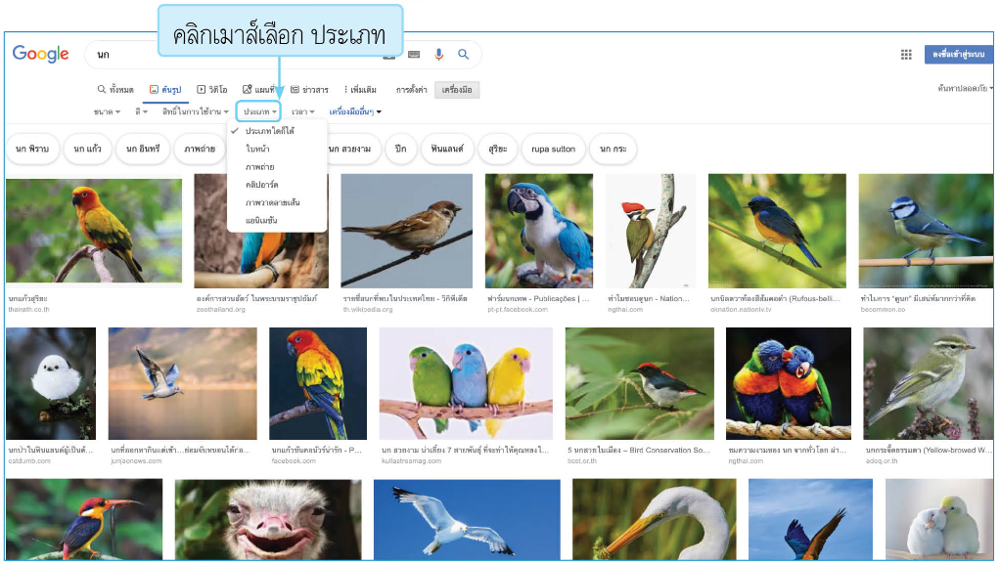 คลิกเมาส์เลือก ประเภท
Google
นก
ลงชื่อเข้าสู่ระบบ
ทั้งหมด ค้นรูป วิดีโอ แผนที่ ข่าวสาร เพิ่มเติม การตั้งค่า เครื่องมือ
ค้นหาปลอดภัย
ขนาด สี สิทธิ์ในการใช้งาน ประเภท เวลา เครื่องมืออื่นๆ
ประเภทใดก็ได้
ใบหน้า
ภาพถ่าย
คลิปอาร์ต
ภาพวาดลายเส้น
แอนิเมชัน
นก พิราบ นก แก้ว นก อินทรี ภาพถ่าย นก สวยงาม ปีก ฟินแลนด์ สุริยะ rupa sutton นก กระ
นกแก้วสุริยะ
thairath.co.th
องค์การสวนสัตว์ ในพระบรมราชูปถัมภ์
zoothailand.org
รายชื่อนกที่พบในประเทศไทย - วิกิพีเดีย
th.wikipedia.org
ฟาร์มนกเทพ - Publicações | ...
pt-pt.facebook.com
ทำไมชอบดูนก - Nation...
ngthai.com
นกนิลตวาท้องสีส้มคอดำ (Rufous-belli...
oknation.nationtv.tv
ทำไมการ "ดูนก" มีเสน่ห์มากกว่าที่คิด
becommon.co
นกป่าในฟินแลนด์ผู้เป็นต้...
catdumb.com
นกที่ออกหากินแต่เช้า...ย่อมจับหนอนได้กอ...
junjaonews.com
นกแก้วซันคอนัวร์น่ารัก - P...
facebook.com
นก สวยงาม น่าเลี้ยง 7 สายพันธุ์ ที่จะทำให้คุณหลงใ...
kullastreamag.com
5 นกสายในเมือง – Bird Conservation So...
bcst.or.th
ชมความงามของ นก จากทั่วโลก ผ่า...
ngthai.com
นกกระจิ๊ดธรรมดา (Yellow-browed W...
adeq.or.th